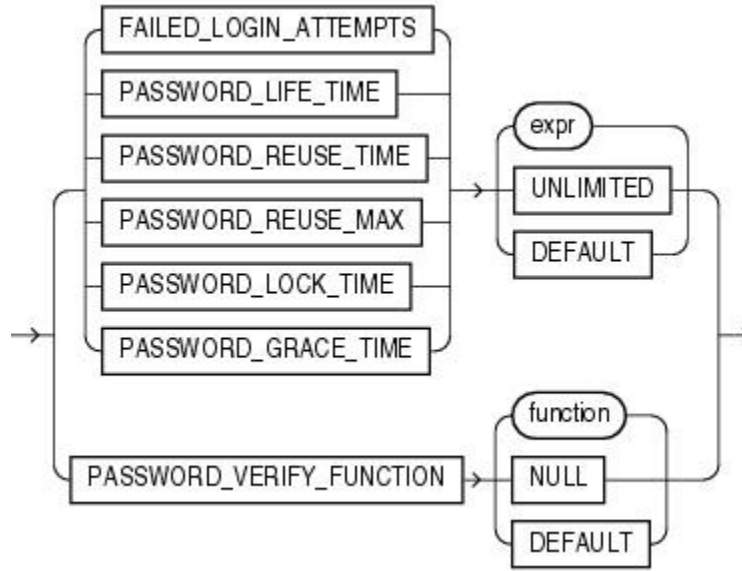 FAILED_LOGIN_ATTEMPTS
PASSWORD_LIFE_TIME
PASSWORD_REUSE_TIME
PASSWORD_REUSE_MAX
PASSWORD_LOCK_TIME
PASSWORD_GRACE_TIME
expr
UNLIMITED
DEFAULT
PASSWORD_VERIFY_FUNCTION
function
NULL
DEFAULT